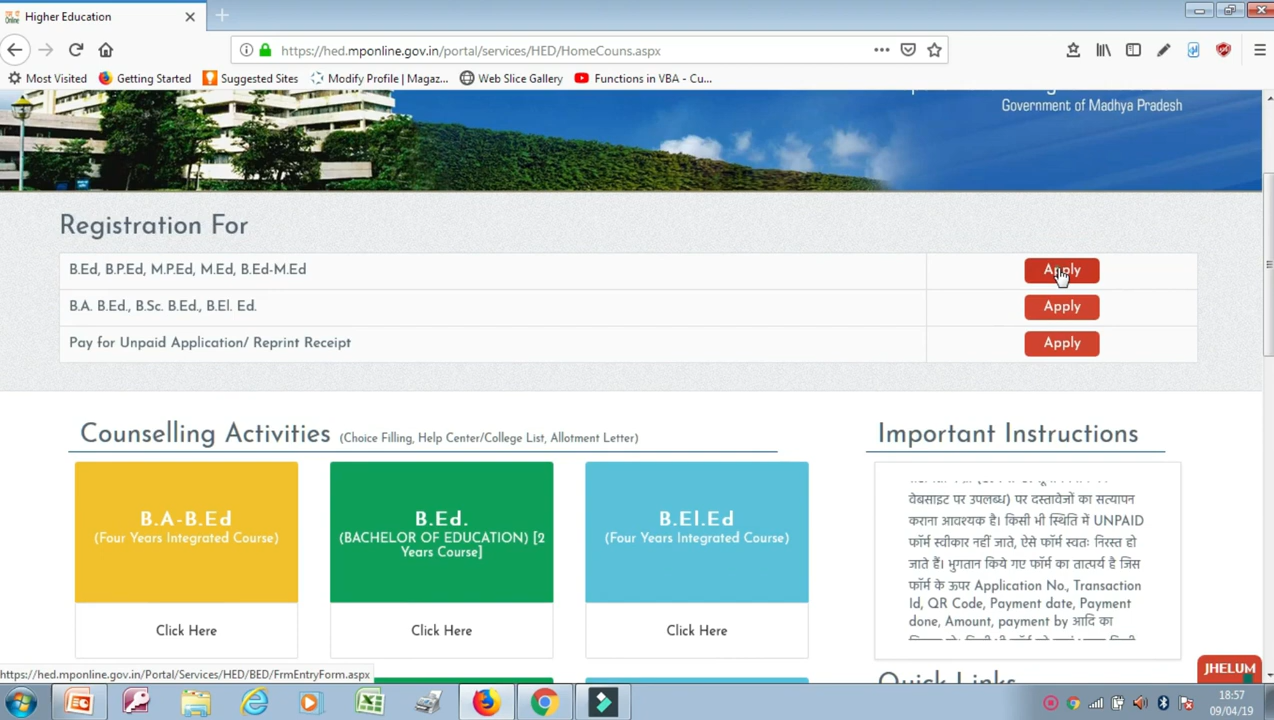 Higher Education
https://hed.mponline.gov.in/portal/services/HED/HomeCouns.aspx
Most Visited Getting Started Suggested Sites Modify Profile | Magaz... Web Slice Gallery Functions in VBA - Cu...
Government of Madhya Pradesh
Registration For
B.Ed, B.P.Ed, M.P.Ed, M.Ed, B.Ed-M.Ed Apply
B.A. B.Ed., B.Sc. B.Ed., B.El. Ed. Apply
Pay for Unpaid Application/ Reprint Receipt Apply
Counselling Activities (Choice Filling, Help Center/College List, Allotment Letter)
Important Instructions
B.A-B.Ed
(Four Years Integrated Course)
Click Here
B.Ed.
(BACHELOR OF EDUCATION) [2
Years Course]
Click Here
B.El.Ed
(Four Years Integrated Course)
Click Here
वेबसाइट पर उपलब्ध) पर दस्तावेजों का सत्यापन
कराना आवश्यक है। किसी भी स्थिति में UNPAID
फॉर्म स्वीकार नहीं जाते, ऐसे फॉर्म स्वतः निरस्त हो
जाते हैं। भुगतान किये गए फॉर्म का तात्पर्य है जिस
फॉर्म के ऊपर Application No., Transaction
Id, QR Code, Payment date, Payment
done, Amount, payment by आदि का
Quick Links
https://hed.mponline.gov.in/Portal/Services/HED/BED/FrmEntryForm.aspx
JHELUM
18:57
09/04/19